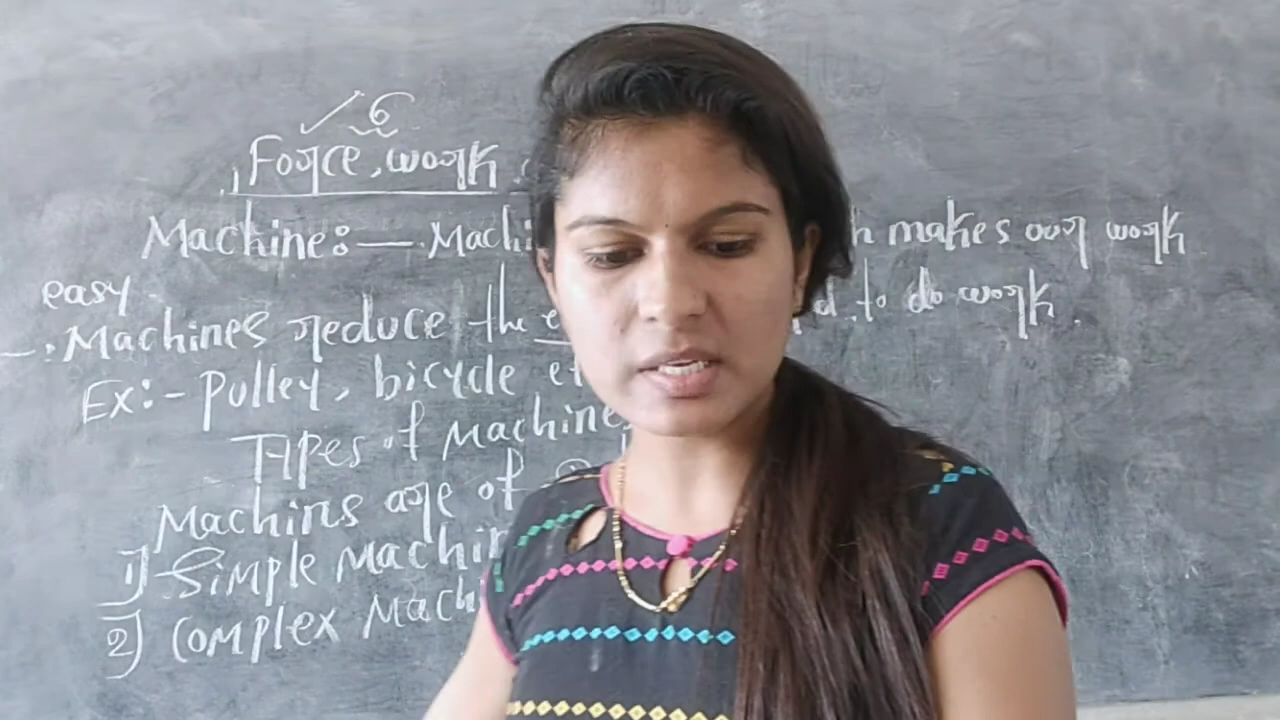 6
Force, work
Machine:— Machi h makes our work
easy
→ Machines reduce the e d to do work.
Ex:- Pulley, bicycle et
Types of Machine
Machins are of
1) Simple Machin
2) Complex Mach